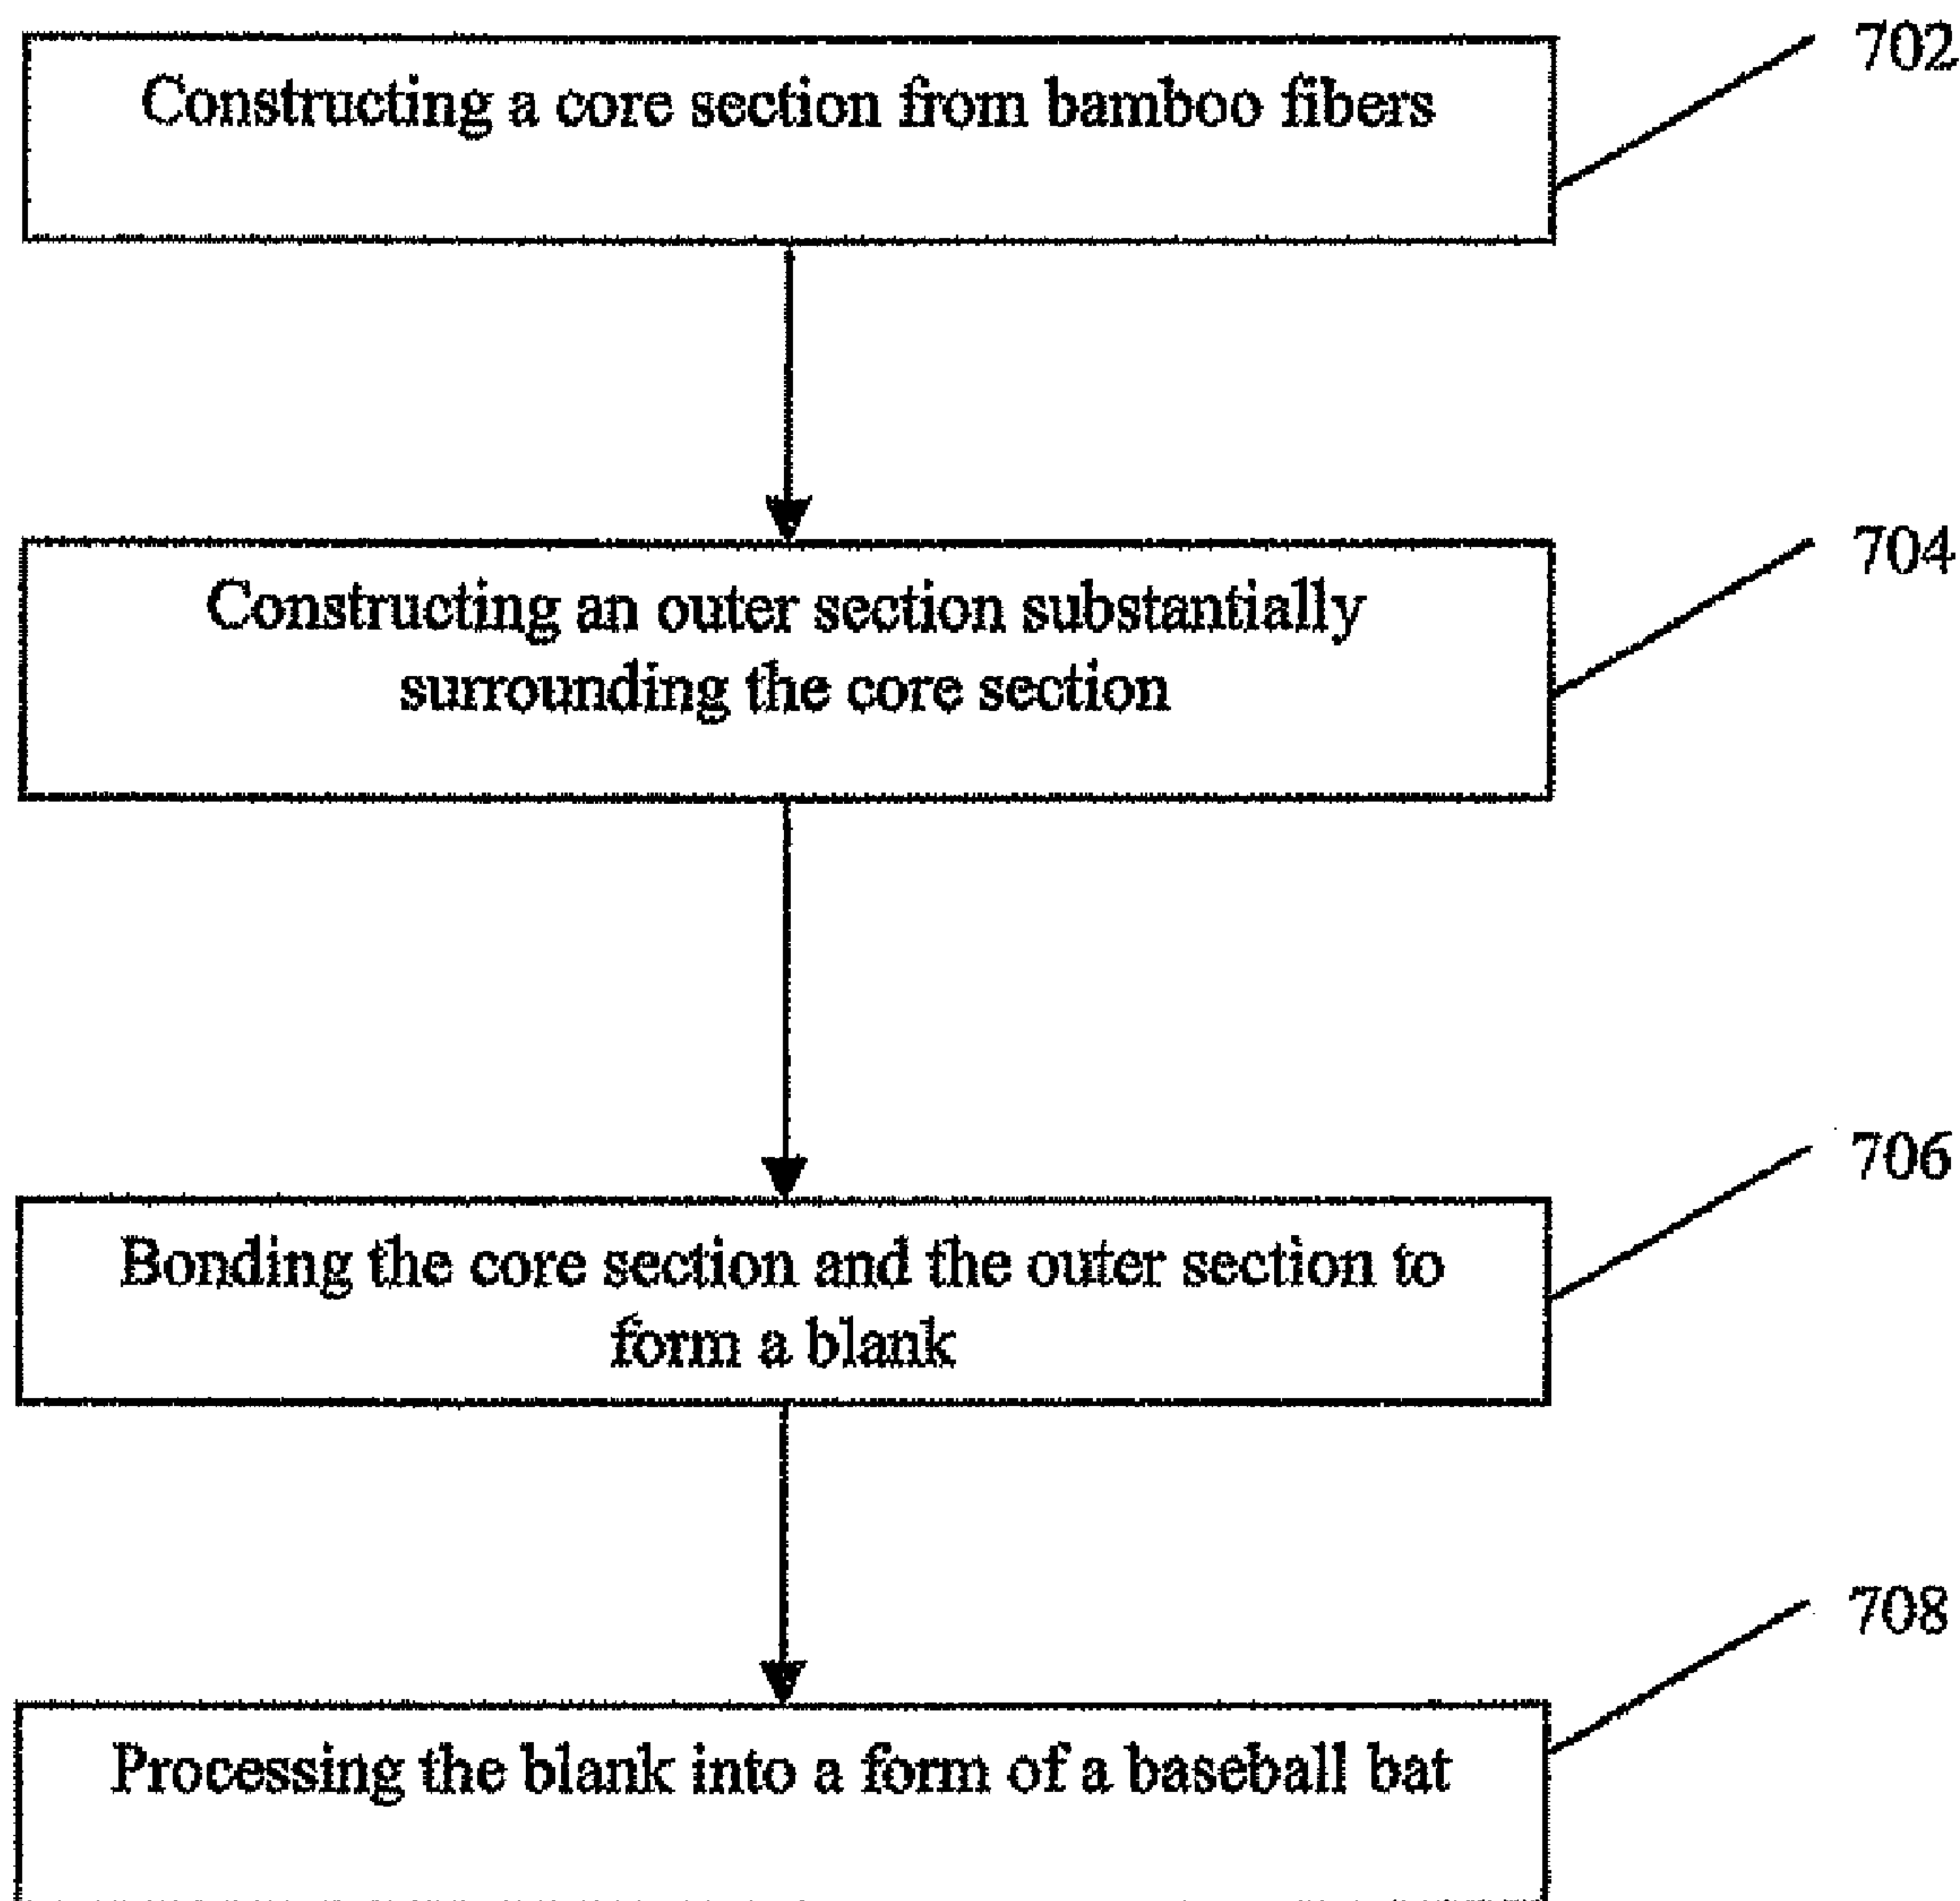 Constructing a core section from bamboo fibers
702
Constructing an outer section substantially
surrounding the core section
704
Bonding the core section and the outer section to
form a blank
706
Processing the blank into a form of a baseball bat
708